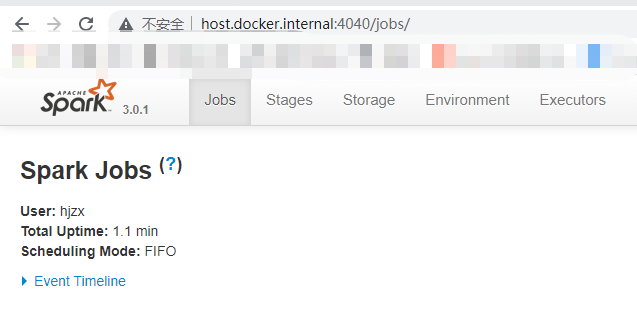 不安全 host.docker.internal:4040/jobs/
APACHE
Spark 3.0.1 Jobs Stages Storage Environment Executors
Spark Jobs (?)
User: hjzx
Total Uptime: 1.1 min
Scheduling Mode: FIFO
Event Timeline